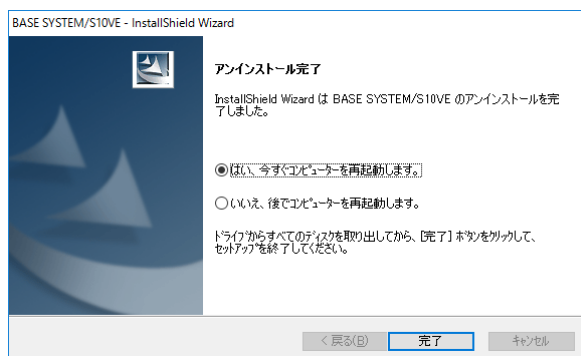 BASE SYSTEM/S10VE - InstallShield Wizard
アンインストール完了
InstallShield Wizard は BASE SYSTEM/S10VE のアンインストールを完
了しました。
はい、今すぐコンピューターを再起動します。
いいえ、後でコンピューターを再起動します。
ドライブからすべてのディスクを取り出してから、[完了] ボタンをクリックして、
セットアップを終了してください。
< 戻る(B)
完了
キャンセル